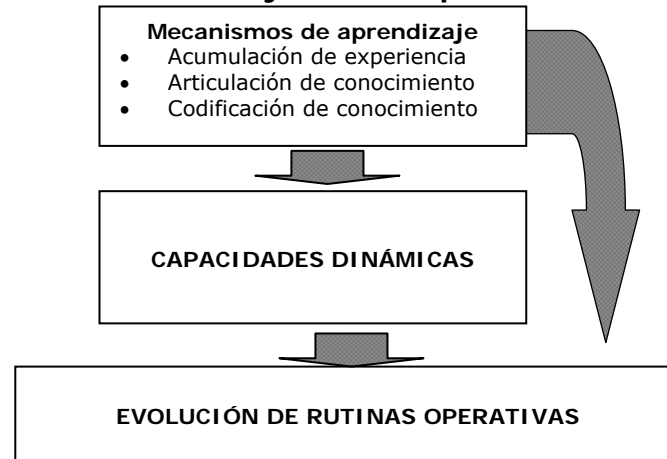 Mecanismos de aprendizaje
• Acumulación de experiencia
• Articulación de conocimiento
• Codificación de conocimiento
CAPACIDADES DINÁMICAS
EVOLUCIÓN DE RUTINAS OPERATIVAS